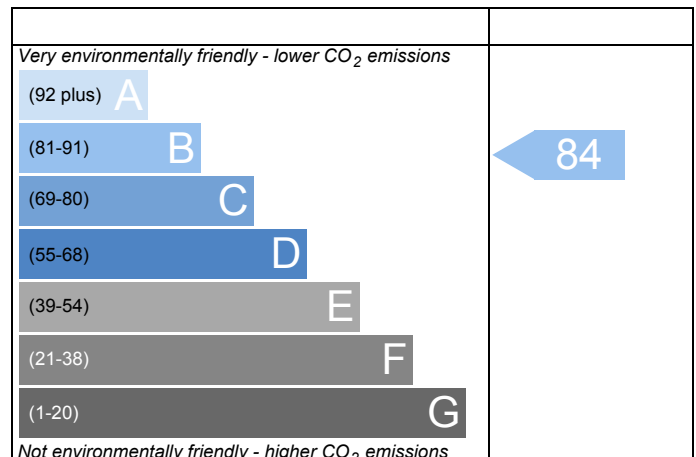 Very environmentally friendly - lower CO2 emissions
(92 plus) A
(81-91) B
84
(69-80) C
(55-68) D
(39-54) E
(21-38) F
(1-20) G
Not environmentally friendly - higher CO2 emissions